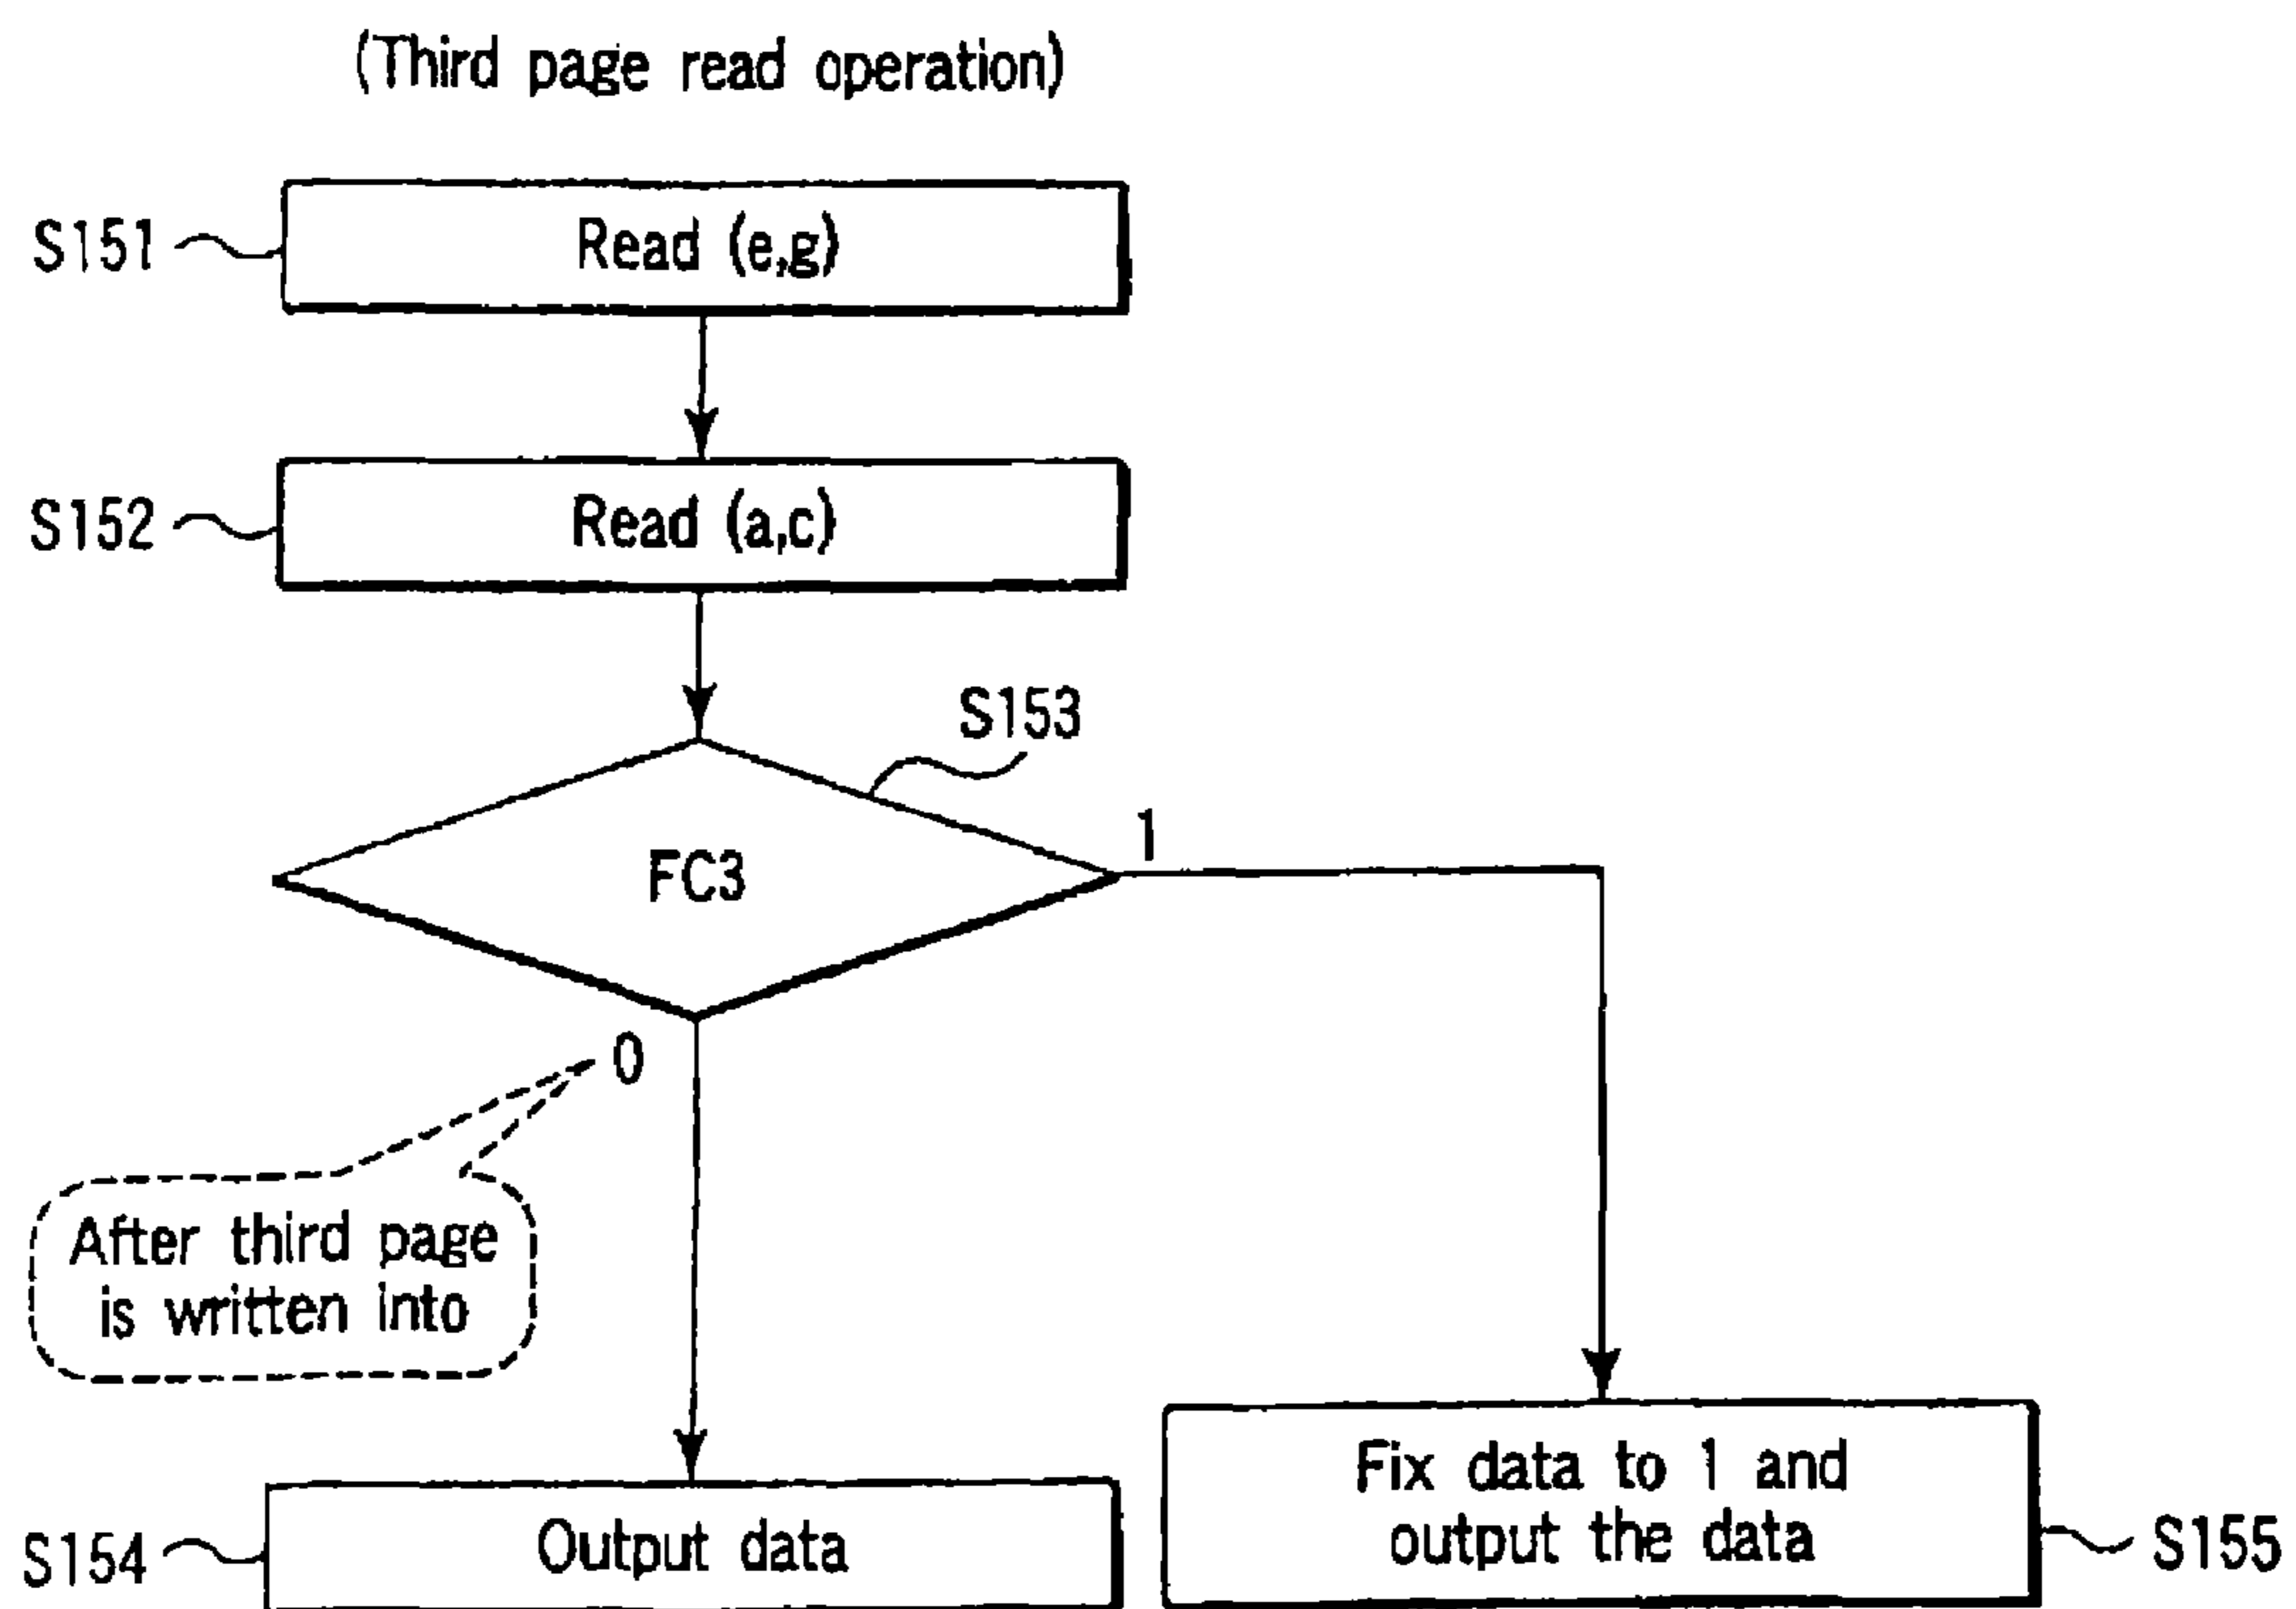 (Third page read operation)
S151
Read (e,g)
S152
Read (a,c)
S153
FC3
1
0
After third page
is written into
S154
Output data
Fix data to 1 and
output the data
S155